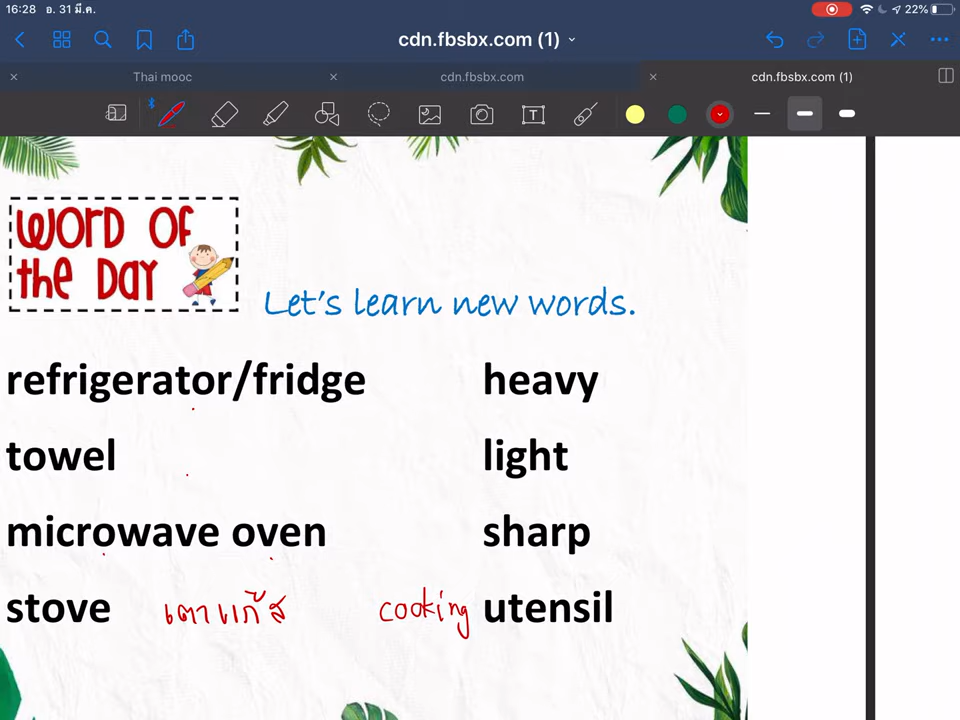 16:28 อ. 31 มี.ค. 22%
cdn.fbsbx.com (1)
Thai mooc cdn.fbsbx.com cdn.fbsbx.com (1)
T
WORD OF
the DAY
Let's learn new words.
refrigerator/fridge heavy
towel light
microwave oven sharp
stove เตาแก๊ส cooking utensil